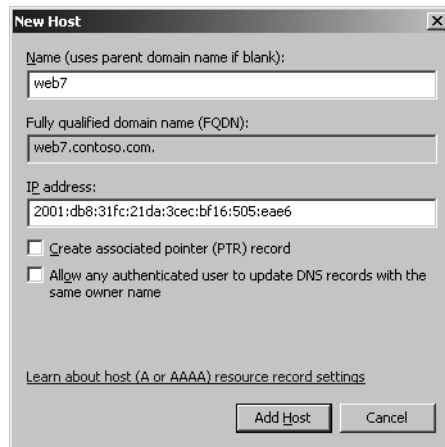 New Host
Name (uses parent domain name if blank):
web7
Fully qualified domain name (FQDN):
web7.contoso.com.
IP address:
2001:db8:31fc:21da:3cec:bf16:505:eae6
Create associated pointer (PTR) record
Allow any authenticated user to update DNS records with the
same owner name
Learn about host (A or AAAA) resource record settings
Add Host
Cancel